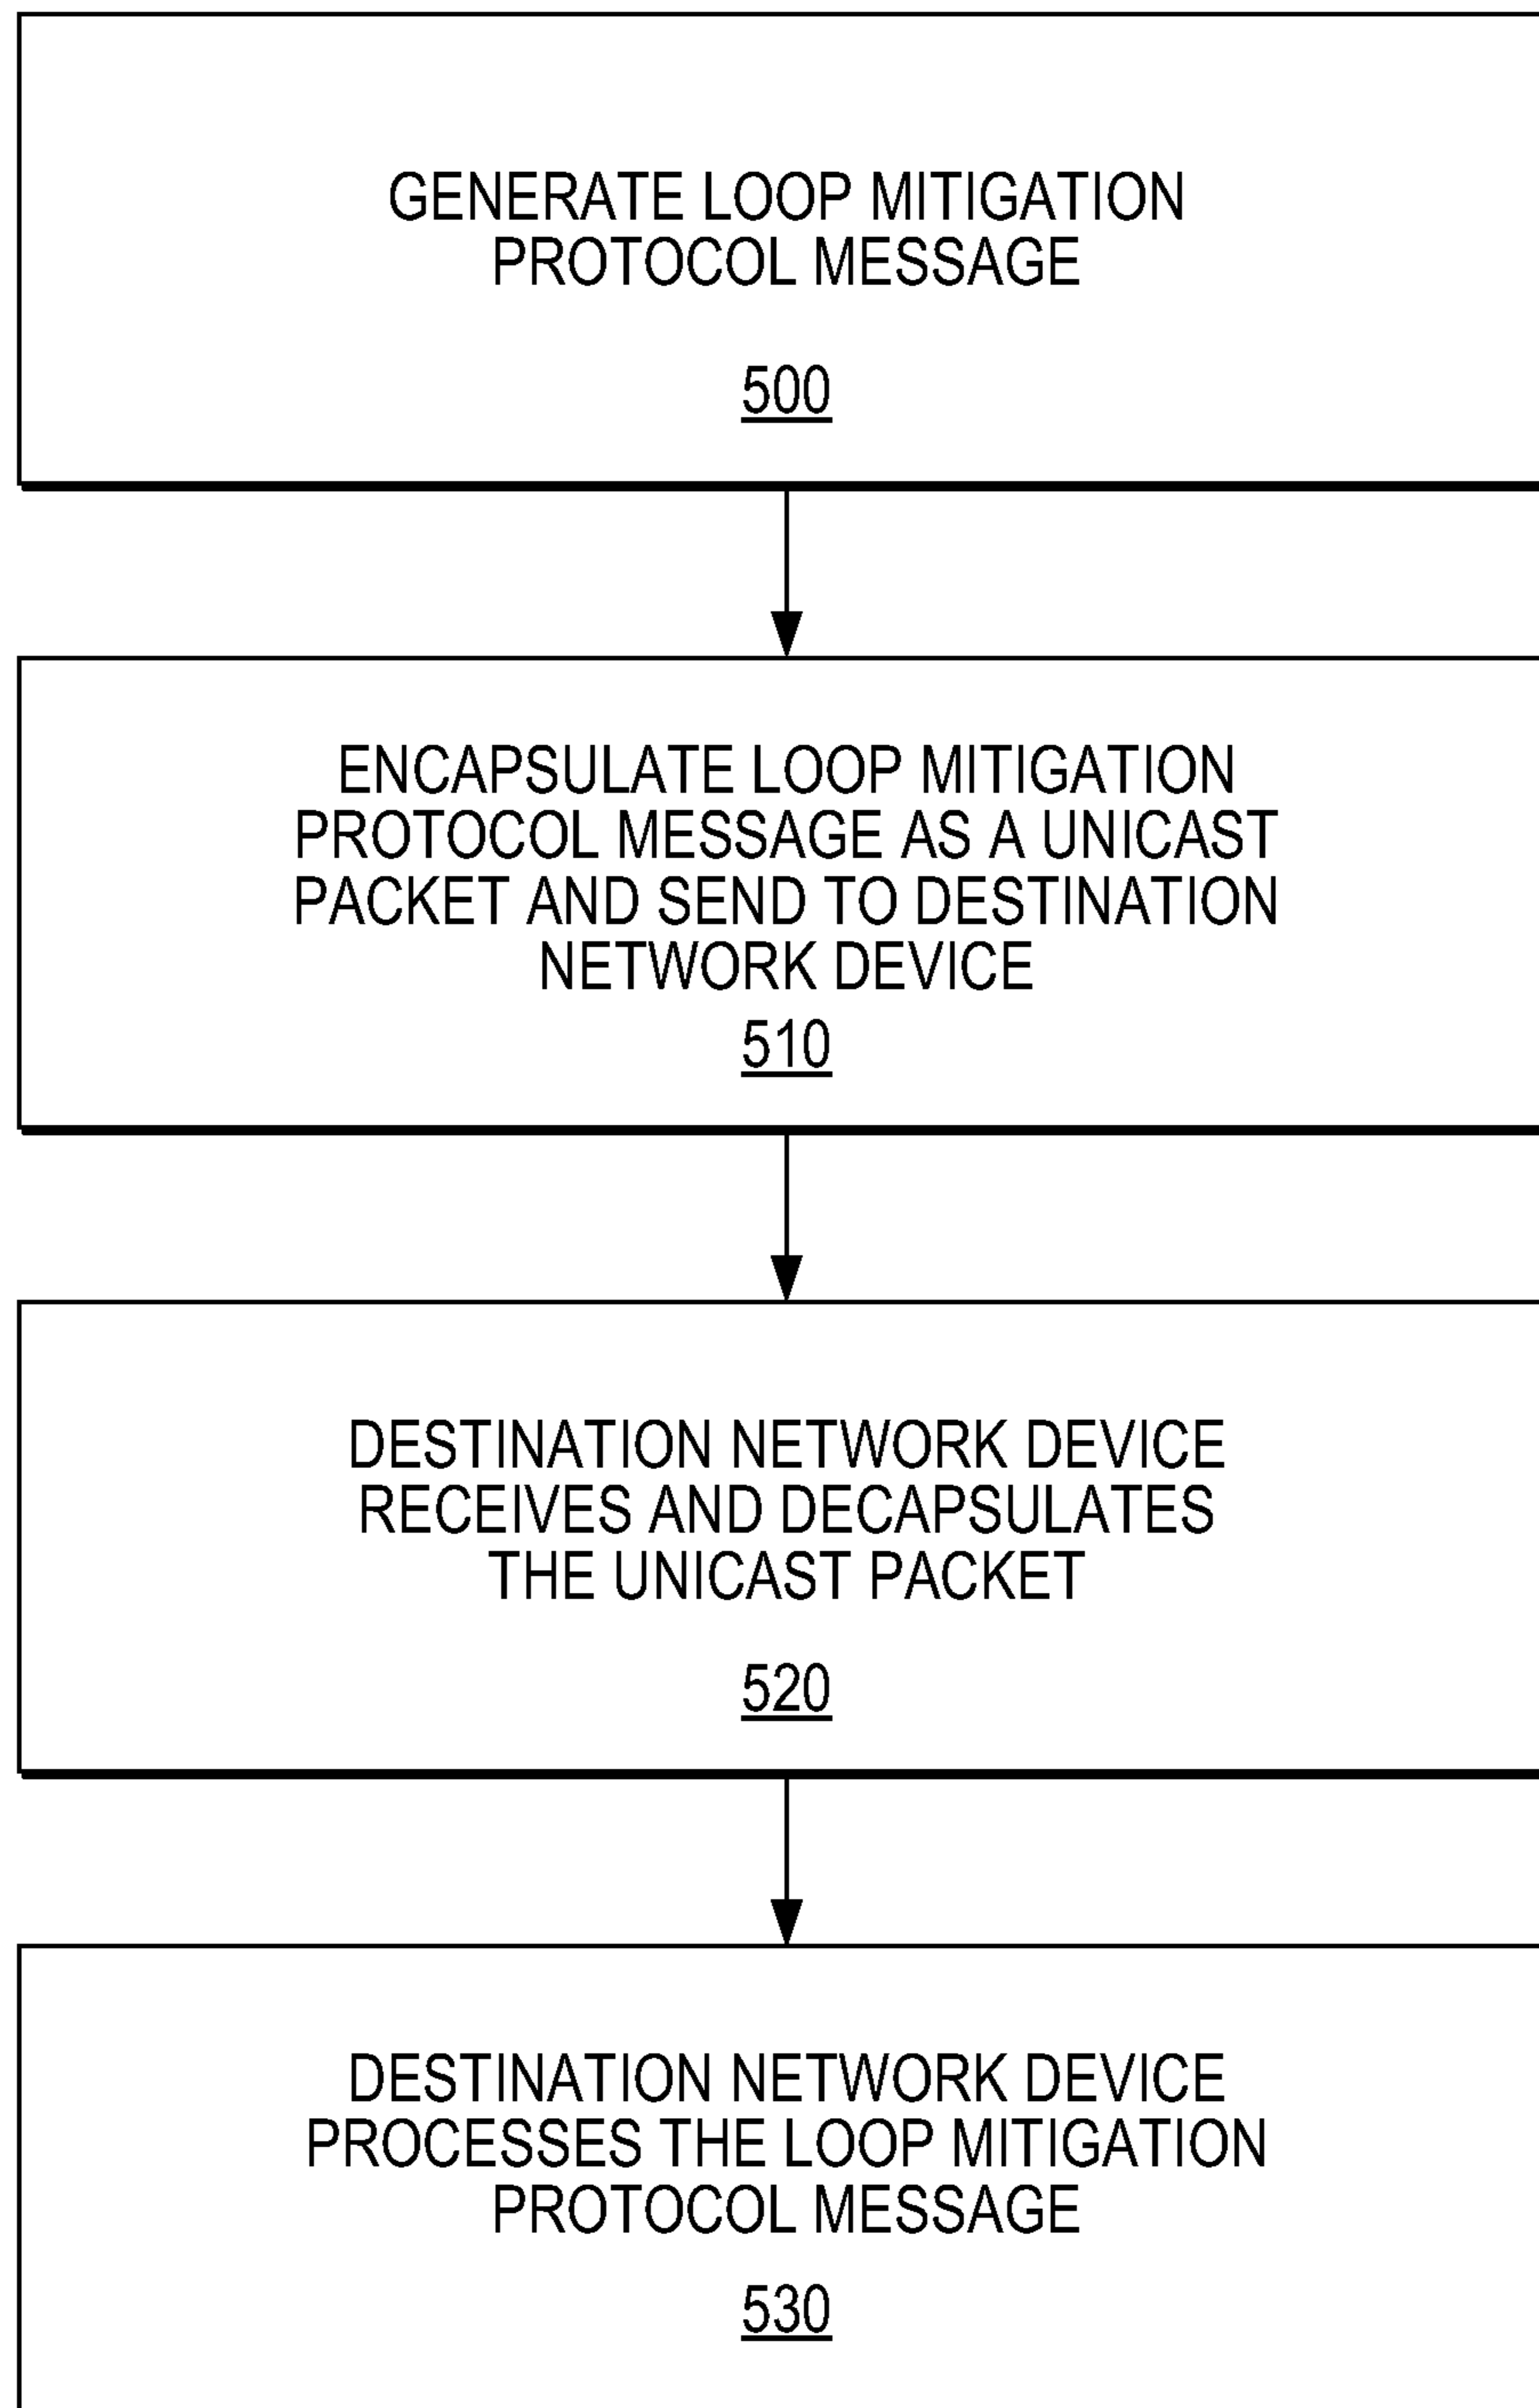 GENERATE LOOP MITIGATION
PROTOCOL MESSAGE
500
ENCAPSULATE LOOP MITIGATION
PROTOCOL MESSAGE AS A UNICAST
PACKET AND SEND TO DESTINATION
NETWORK DEVICE
510
DESTINATION NETWORK DEVICE
RECEIVES AND DECAPSULATES
THE UNICAST PACKET
520
DESTINATION NETWORK DEVICE
PROCESSES THE LOOP MITIGATION
PROTOCOL MESSAGE
530